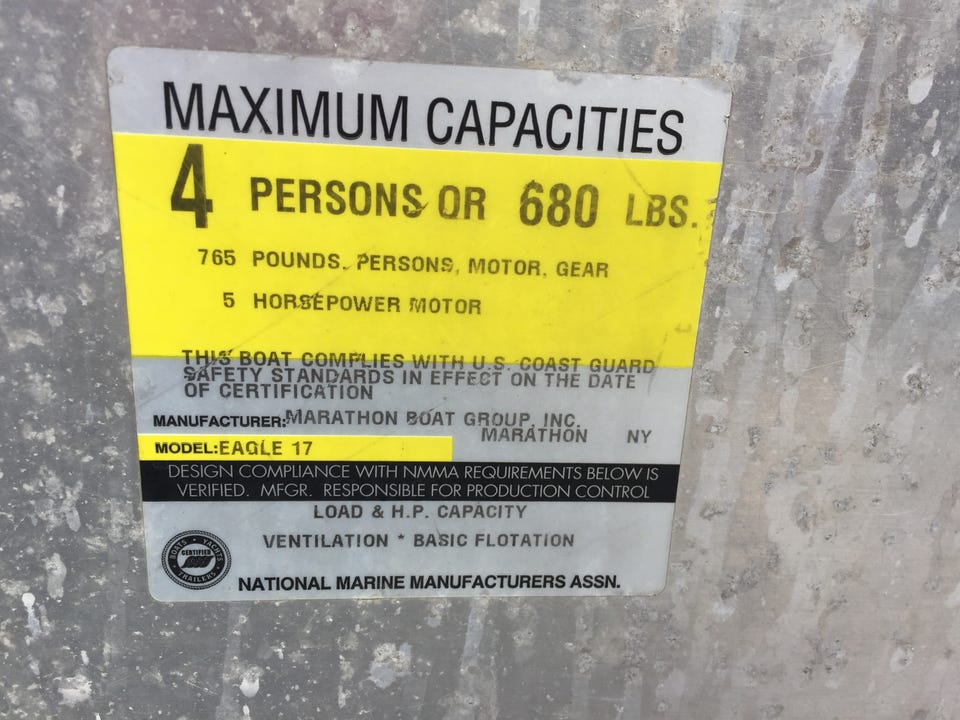 MAXIMUM CAPACITIES
4 PERSONS OR 680 LBS.
765 POUNDS, PERSONS, MOTOR, GEAR
5 HORSEPOWER MOTOR
THIS BOAT COMPLIES WITH U.S. COAST GUARD
SAFETY STANDARDS IN EFFECT ON THE DATE
OF CERTIFICATION
MANUFACTURER: MARATHON BOAT GROUP, INC.
MARATHON NY
MODEL: EAGLE 17
DESIGN COMPLIANCE WITH NMMA REQUIREMENTS BELOW IS
VERIFIED. MFGR. RESPONSIBLE FOR PRODUCTION CONTROL
LOAD & H.P. CAPACITY
VENTILATION * BASIC FLOTATION
BOATS • YACHTS
CERTIFIED
TRAILERS
NATIONAL MARINE MANUFACTURERS ASSN.